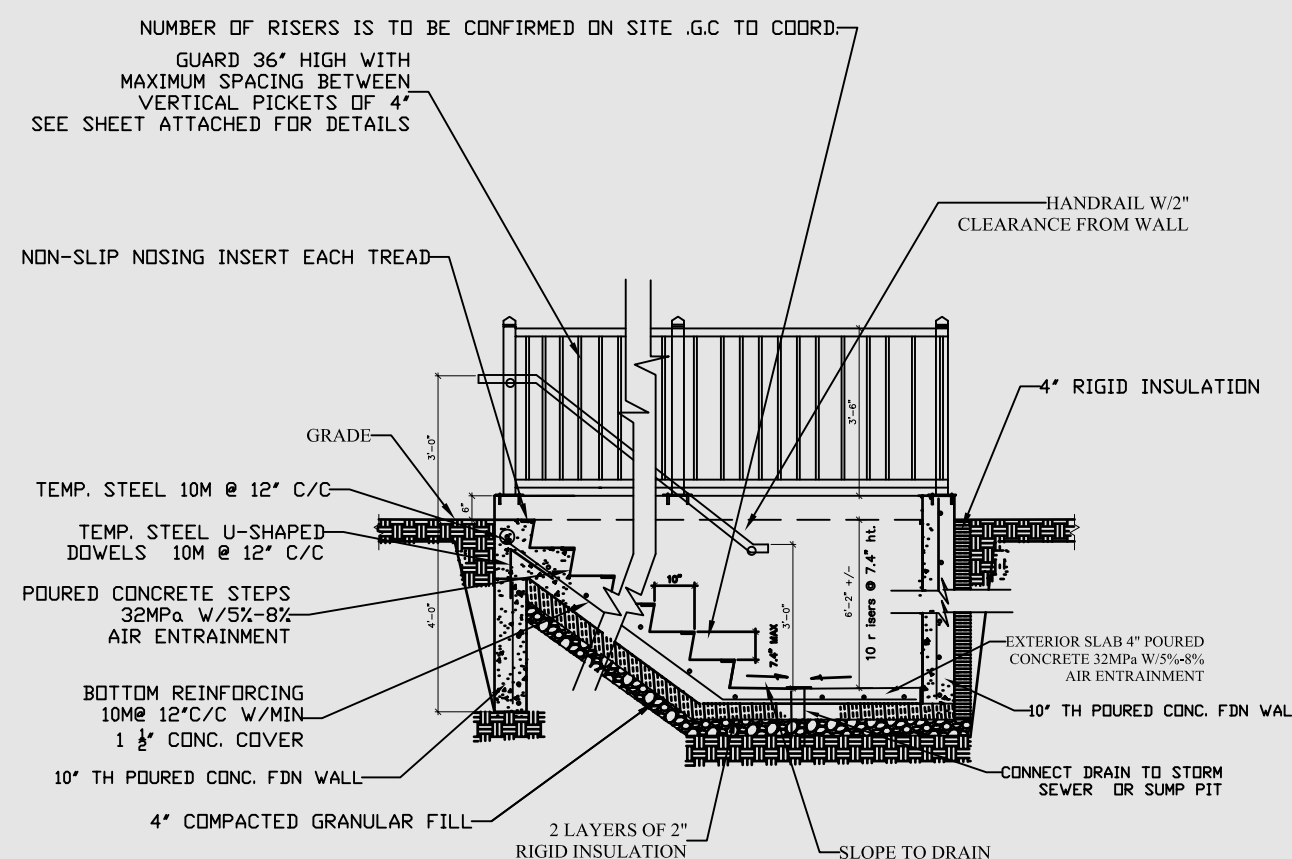 NUMBER OF RISERS IS TO BE CONFIRMED ON SITE .G.C TO COORD.
GUARD 36" HIGH WITH
MAXIMUM SPACING BETWEEN
VERTICAL PICKETS OF 4"
SEE SHEET ATTACHED FOR DETAILS
HANDRAIL W/2"
CLEARANCE FROM WALL
NON-SLIP NOSING INSERT EACH TREAD
4" RIGID INSULATION
3'-6"
GRADE
3'-0"
TEMP. STEEL 10M @ 12" C/C
6"
TEMP. STEEL U-SHAPED
DOWELS 10M @ 12" C/C
POURED CONCRETE STEPS
32MPa W/5%-8%
AIR ENTRAINMENT
4'-0"
10"
7.4" MAX
3'-0"
6'-2" +/-
10 r isers @ 7.4" ht.
EXTERIOR SLAB 4" POURED
CONCRETE 32MPa W/5%-8%
AIR ENTRAINMENT
BOTTOM REINFORCING
10M@ 12"C/C W/MIN
1 ½" CONC. COVER
10" TH POURED CONC. FDN WAL
10" TH POURED CONC. FDN WALL
CONNECT DRAIN TO STORM
SEWER OR SUMP PIT
4" COMPACTED GRANULAR FILL
2 LAYERS OF 2"
RIGID INSULATION
SLOPE TO DRAIN